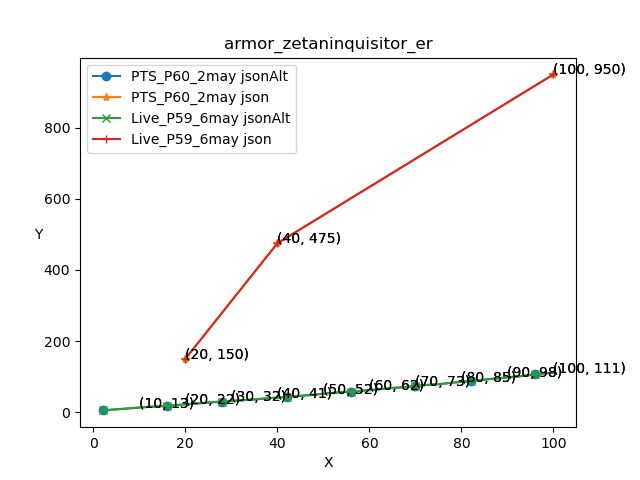 armor_zetaninquisitor_er
PTS_P60_2may jsonAlt
PTS_P60_2may json
Live_P59_6may jsonAlt
Live_P59_6may json
(100, 950)
(40, 475)
(20, 150)
(10, 13)
(20, 22)
(30, 32)
(40, 41)
(50, 52)
(60, 62)
(70, 73)
(80, 85)
(90, 98)
(100, 111)
Y
800
600
400
200
0
0 20 40 60 80 100
X